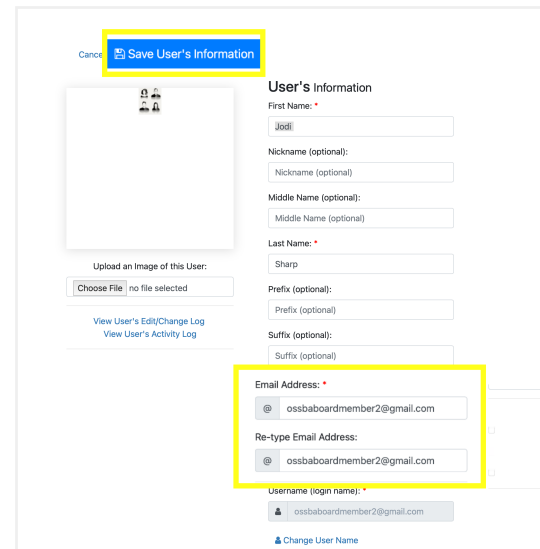 Cance
Save User's Information
User's Information
First Name: *
Jodi
Nickname (optional):
Nickname (optional)
Middle Name (optional):
Middle Name (optional)
Last Name: *
Sharp
Upload an Image of this User:
Choose File no file selected
Prefix (optional):
Prefix (optional)
View User's Edit/Change Log
View User's Activity Log
Suffix (optional):
Suffix (optional)
Email Address: *
@ ossbaboardmember2@gmail.com
Re-type Email Address:
@ ossbaboardmember2@gmail.com
Username (login name): *
ossbaboardmember2@gmail.com
Change User Name